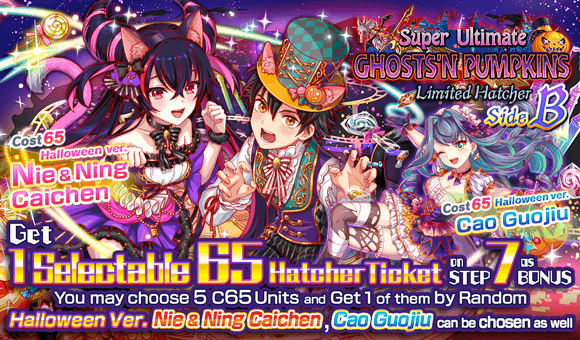 Super Ultimate
GHOSTS'N PUMPKINS
Limited Hatcher
Side B
Cost 65
Halloween ver.
Nie & Ning
Caichen
Cost 65 Halloween ver.
Cao Guojiu
Get
1 Selectable 65 Hatcher Ticket on STEP 7 as BONUS
You may choose 5 C65 Units and Get 1 of them by Random
Halloween Ver. Nie & Ning Caichen, Cao Guojiu can be chosen as well